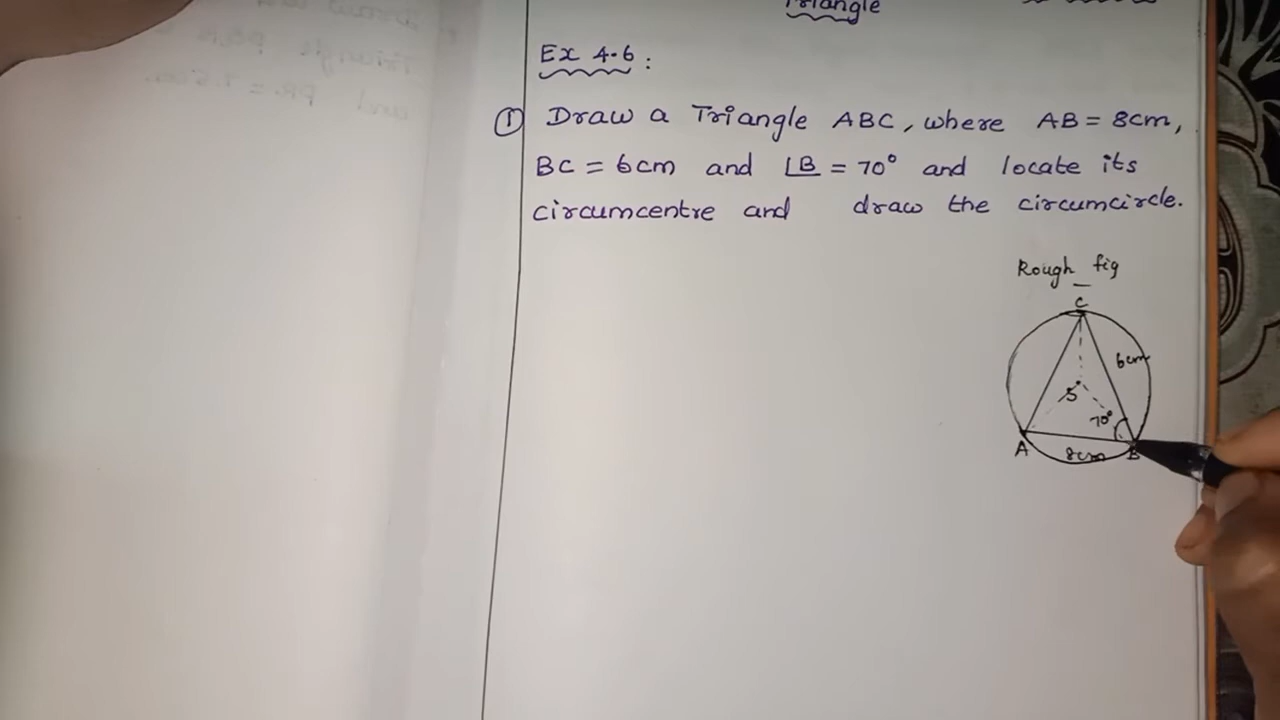 Triangle
Ex 4.6 :
① Draw a Triangle ABC, where AB = 8cm,
BC = 6cm and ∠B = 70° and locate its
circumcentre and draw the circumcircle.
Rough fig
C
6cm
S
70°
A 8cm B